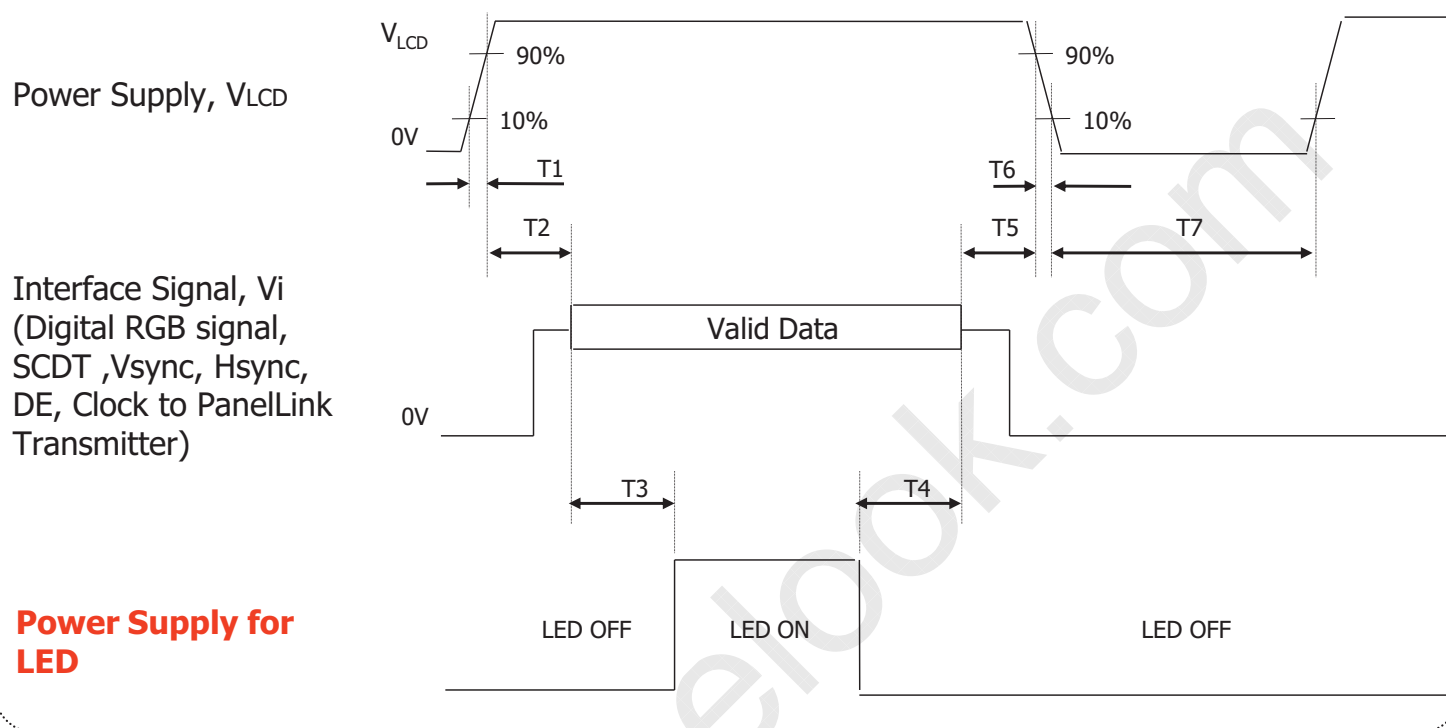 VLCD
90%
90%
Power Supply, VLCD
10%
10%
0V
T1
T6
T2
T5
T7
Interface Signal, Vi
(Digital RGB signal,
SCDT ,Vsync, Hsync,
DE, Clock to PanelLink
Transmitter)
Valid Data
0V
T3
T4
Power Supply for
LED
LED OFF
LED ON
LED OFF
elook.com